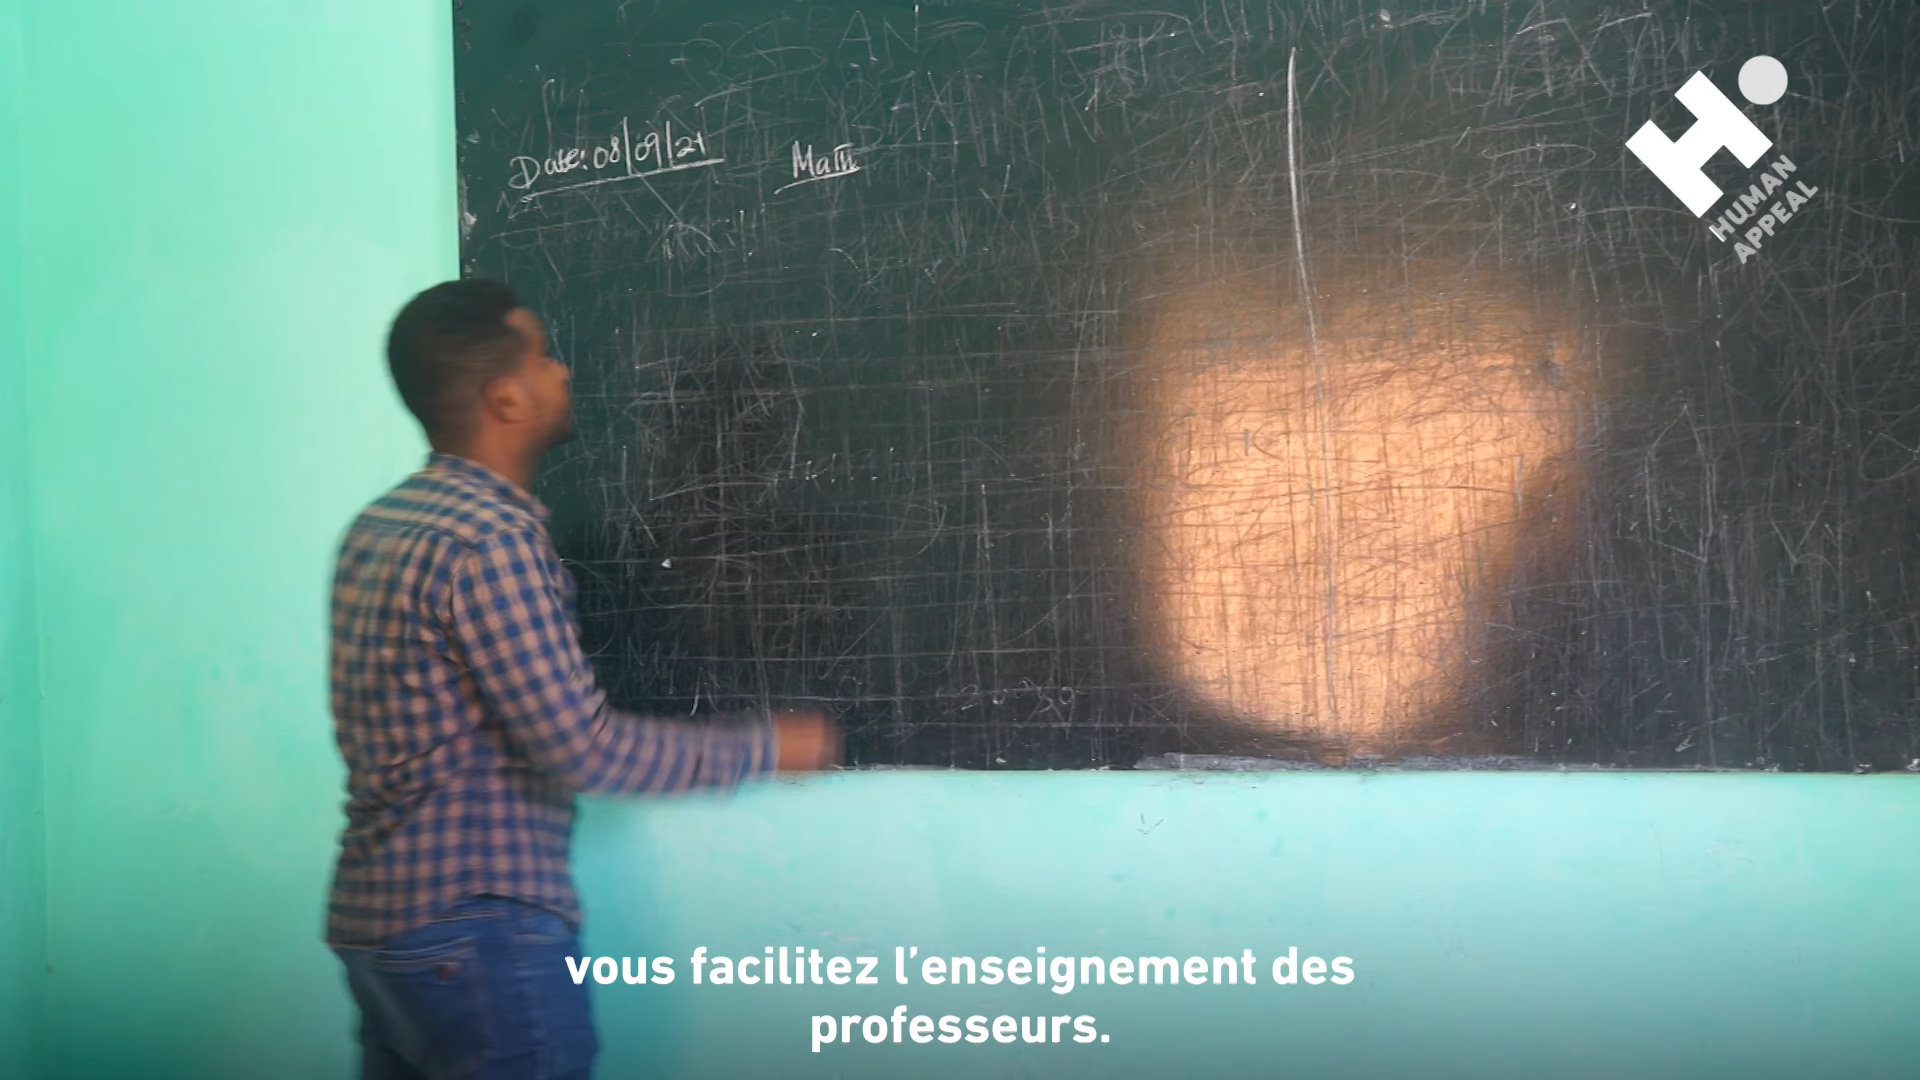 Date: 08/09/21 Math
HUMAN
APPEAL
vous facilitez l’enseignement des
professeurs.